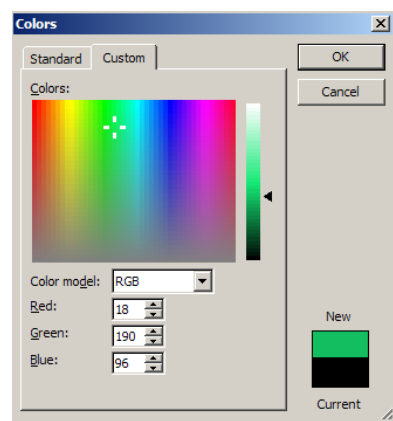 Colors
Standard Custom
OK
Cancel
Colors:
Color model: RGB
Red: 18
Green: 190
Blue: 96
New
Current